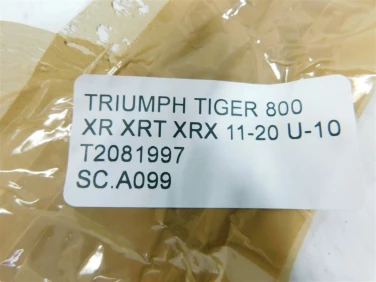 TRIUMPH TIGER 800
XR XRT XRX 11-20 U-10
T2081997
SC.A099